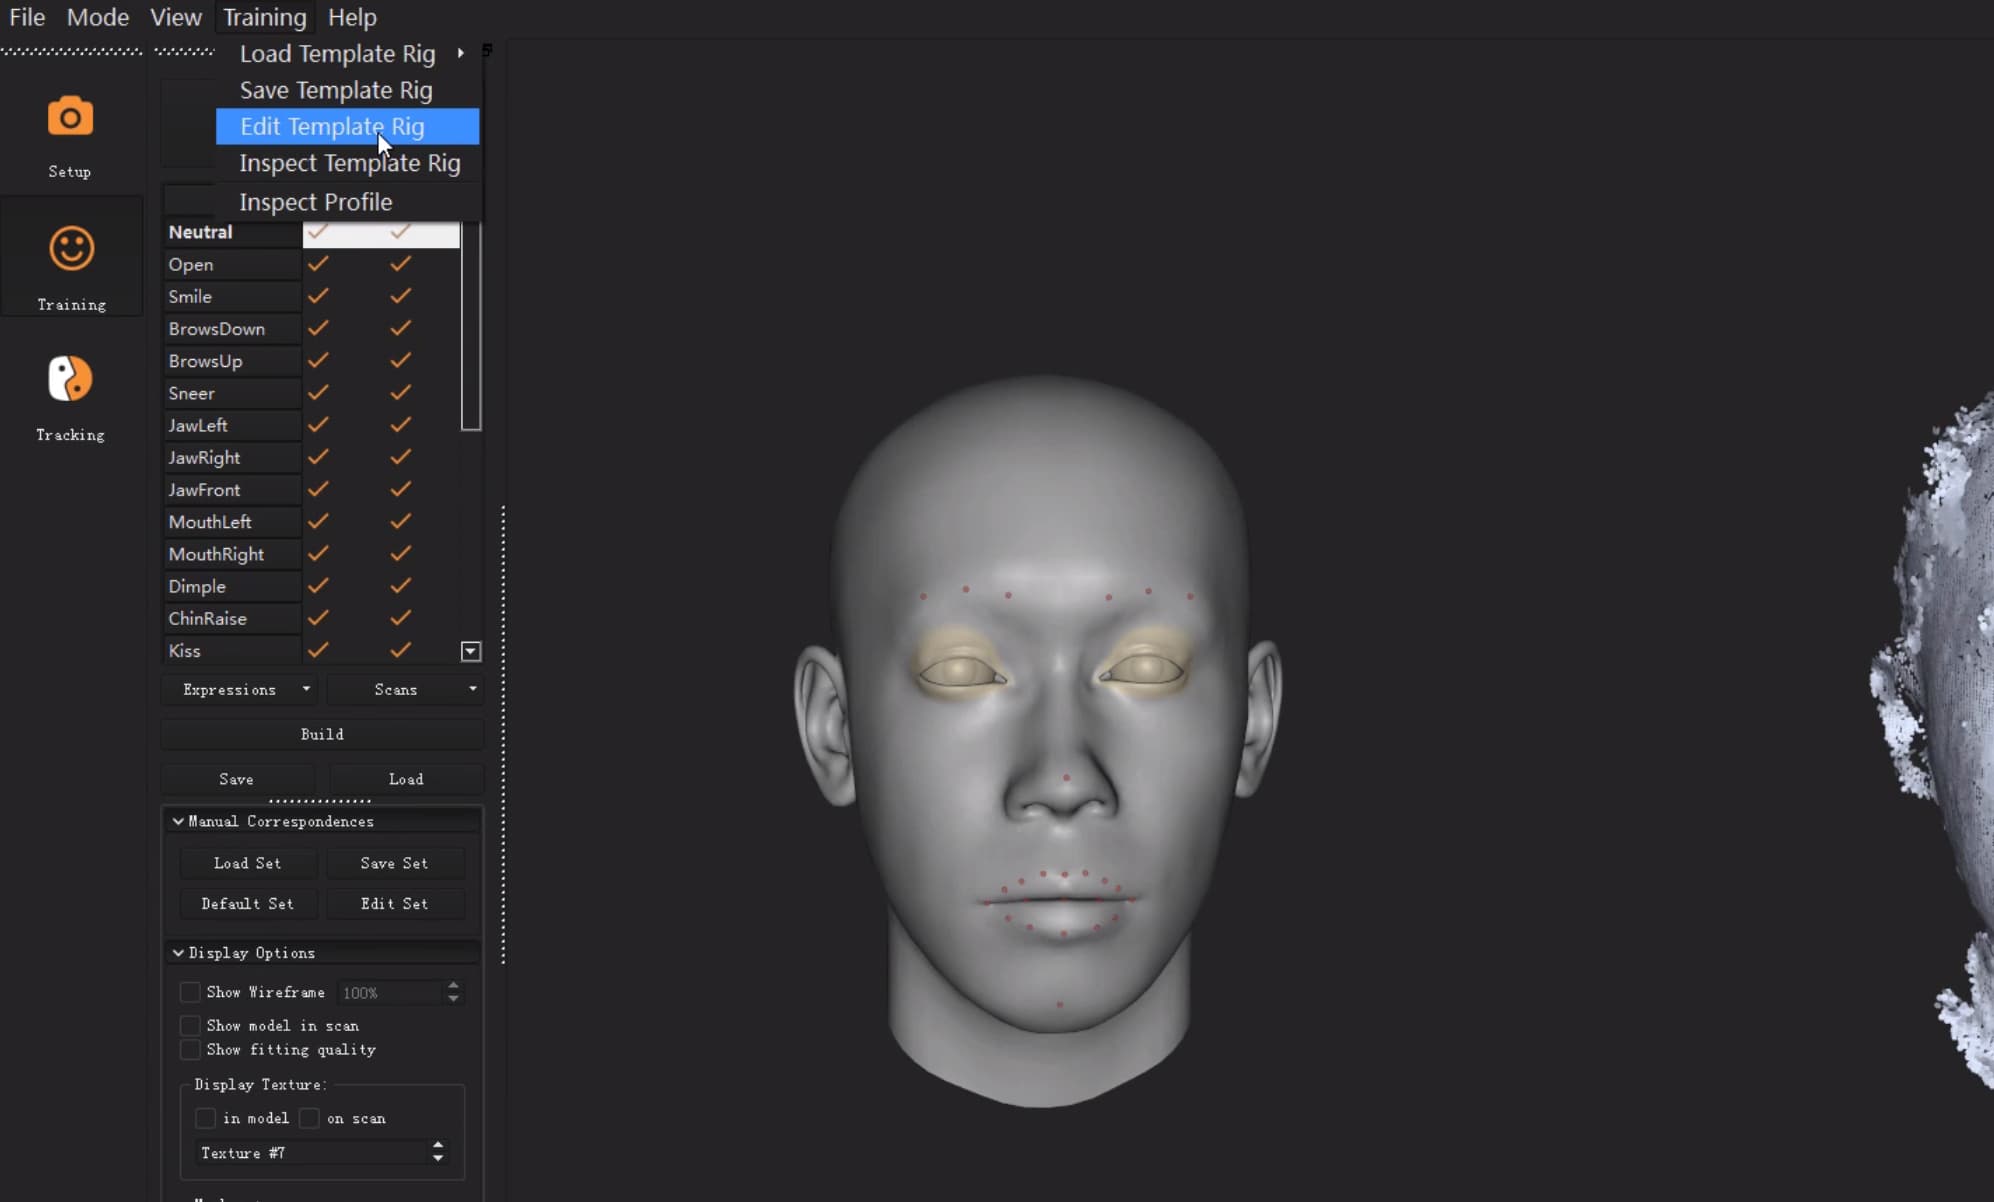 File Mode View Training Help
Load Template Rig
Save Template Rig
Edit Template Rig
Inspect Template Rig
Inspect Profile
Setup
Training
Tracking
Neutral
Open
Smile
BrowsDown
BrowsUp
Sneer
JawLeft
JawRight
JawFront
MouthLeft
MouthRight
Dimple
ChinRaise
Kiss
Expressions Scans
Build
Save Load
Manual Correspondences
Load Set Save Set
Default Set Edit Set
Display Options
Show Wireframe 100%
Show model in scan
Show fitting quality
Display Texture:
in model on scan
Texture #7